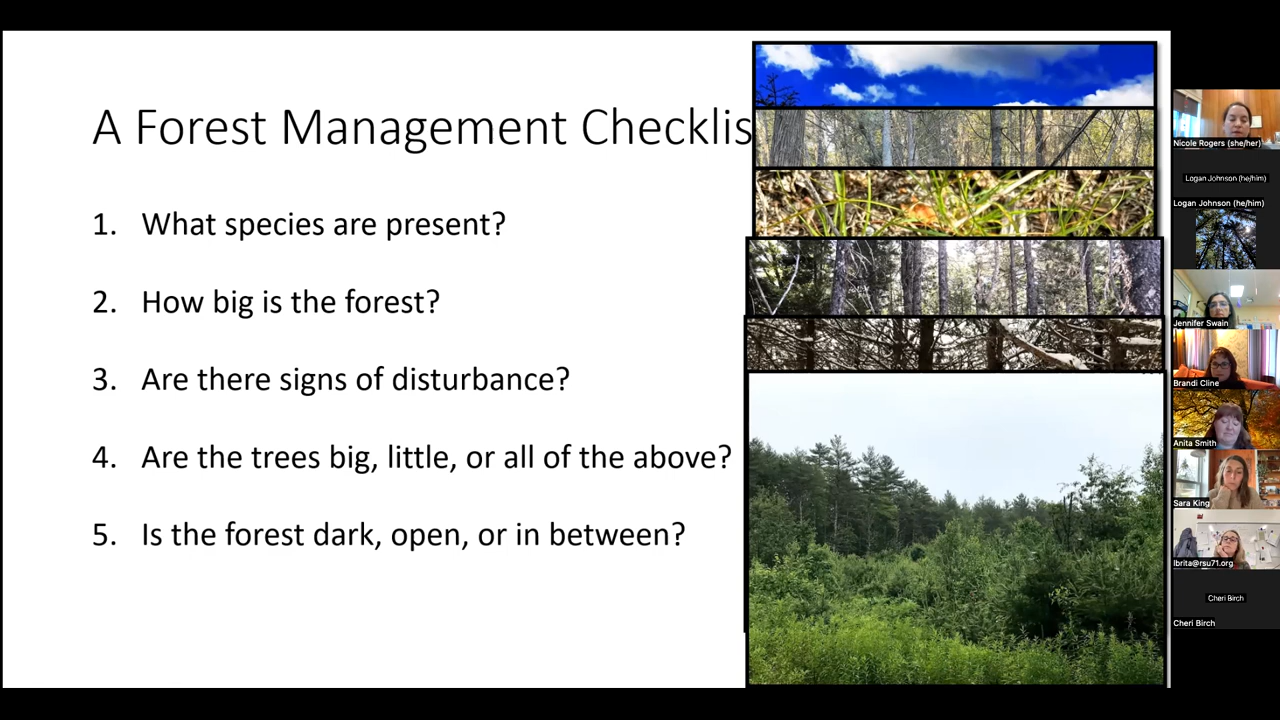 A Forest Management Checklis
1. What species are present?
2. How big is the forest?
3. Are there signs of disturbance?
4. Are the trees big, little, or all of the above?
5. Is the forest dark, open, or in between?
Nicole Rogers (she/her)
Logan Johnson (he/him)
Logan Johnson (he/him)
Jennifer Swain
Brandi Cline
Anita Smith
Sara King
lbrita@rsu71.org
Cheri Birch
Cheri Birch